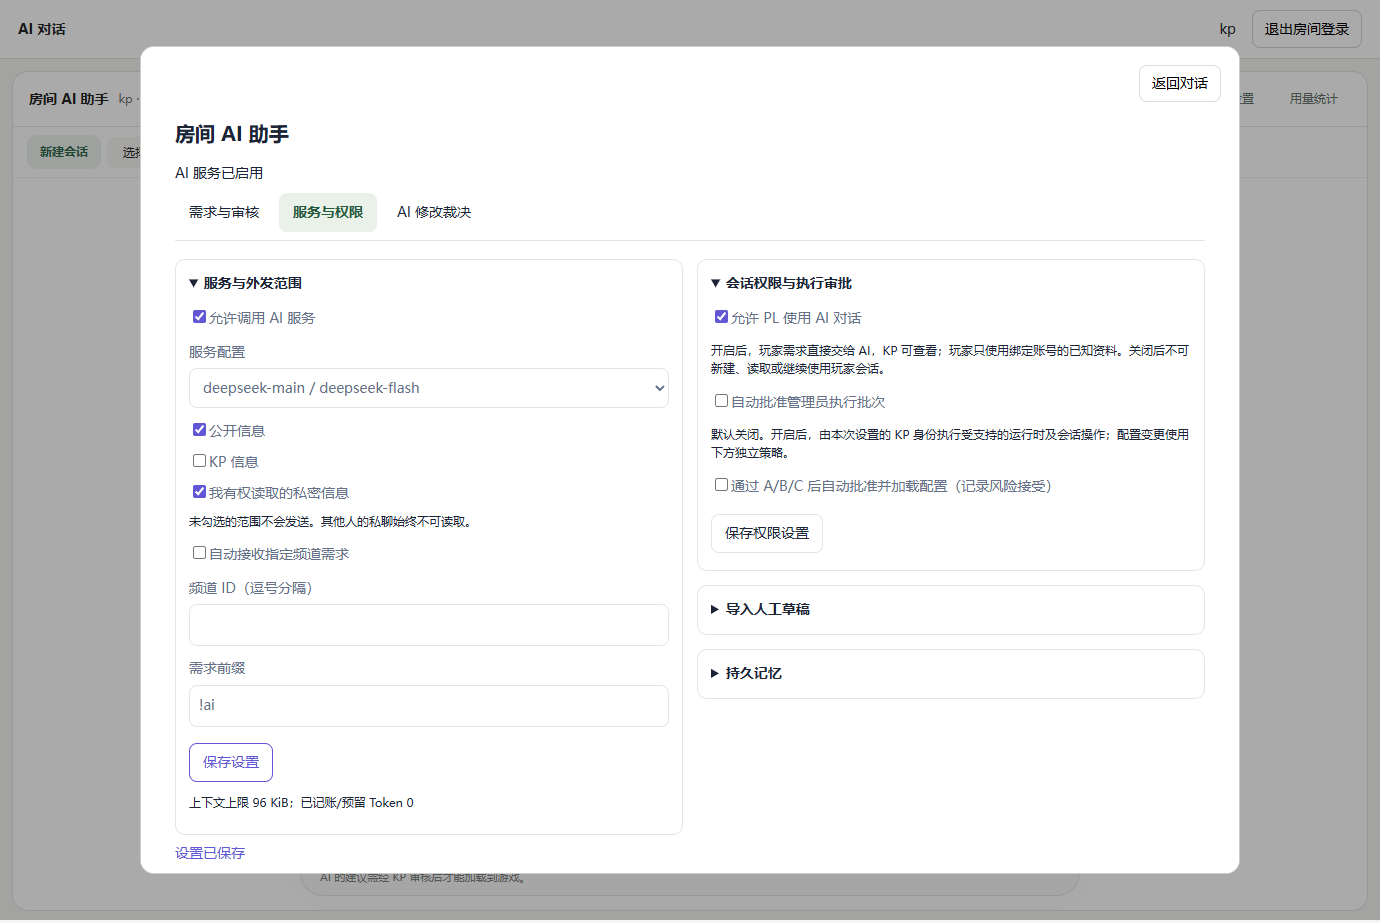 AI 对话
kp
退出房间登录
房间 AI 助手
kp ·
置
用量统计
新建会话
选择
返回对话
房间 AI 助手
AI 服务已启用
需求与审核
服务与权限
AI 修改裁决
▼ 服务与外发范围
允许调用 AI 服务
服务配置
deepseek-main / deepseek-flash
公开信息
KP 信息
我有权读取的私密信息
未勾选的范围不会发送。其他人的私聊始终不可读取。
自动接收指定频道需求
频道 ID（逗号分隔）
需求前缀
!ai
保存设置
上下文上限 96 KiB；已记账/预留 Token 0
设置已保存
▼ 会话权限与执行审批
允许 PL 使用 AI 对话
开启后，玩家需求直接交给 AI，KP 可查看；玩家只使用绑定账号的已知资料。关闭后不可
新建、读取或继续使用玩家会话。
自动批准管理员执行批次
默认关闭。开启后，由本次设置的 KP 身份执行受支持的运行时及会话操作；配置变更使用
下方独立策略。
通过 A/B/C 后自动批准并加载配置（记录风险接受）
保存权限设置
▶ 导入人工草稿
▶ 持久记忆
AI 的建议需经 KP 审核后才能加载到游戏。